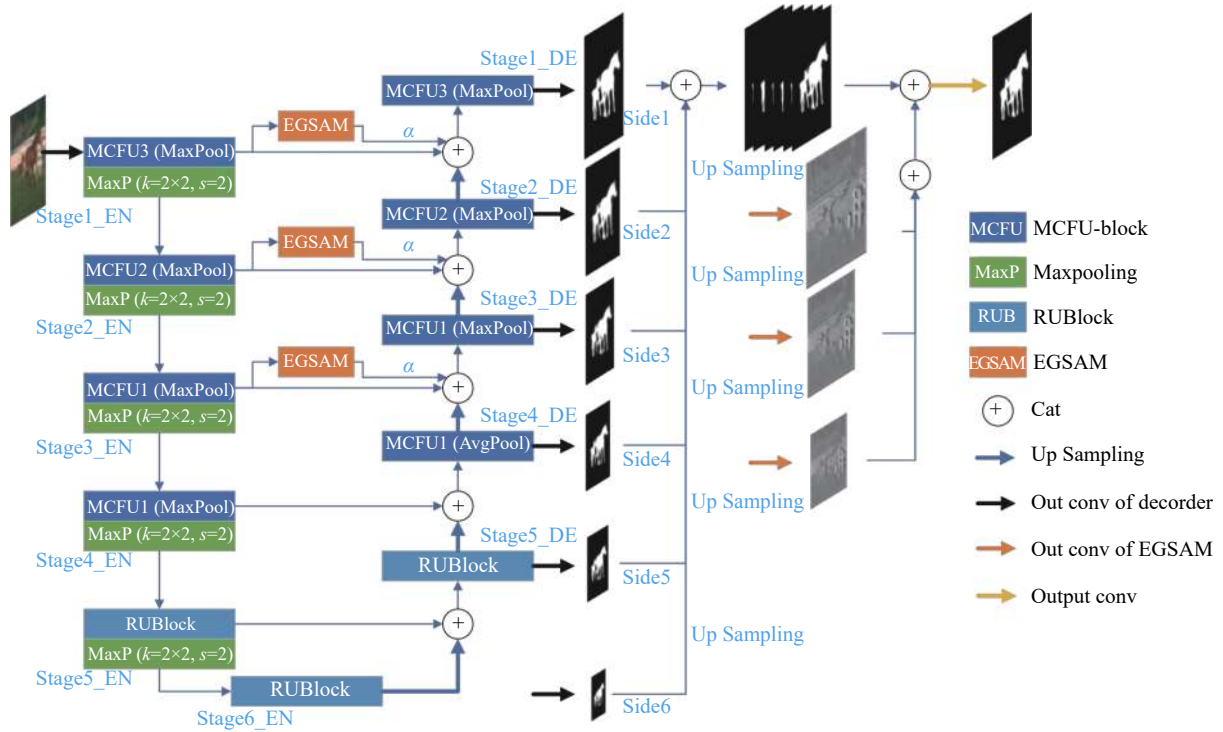 Stage1_DE
MCFU3 (MaxPool)
Side1
EGSAM
α
MCFU3 (MaxPool)
MaxP (k=2×2, s=2)
Stage1_EN
Up Sampling
Stage2_DE
MCFU2 (MaxPool)
Side2
EGSAM
α
MCFU2 (MaxPool)
MaxP (k=2×2, s=2)
Stage2_EN
Up Sampling
Stage3_DE
MCFU1 (MaxPool)
Side3
EGSAM
α
MCFU1 (MaxPool)
MaxP (k=2×2, s=2)
Stage3_EN
Up Sampling
Stage4_DE
MCFU1 (AvgPool)
Side4
MCFU1 (MaxPool)
MaxP (k=2×2, s=2)
Stage4_EN
Up Sampling
Stage5_DE
RUBlock
Side5
RUBlock
MaxP (k=2×2, s=2)
Stage5_EN
Up Sampling
RUBlock
Stage6_EN
Side6
MCFU MCFU-block
MaxP Maxpooling
RUB RUBlock
EGSAM EGSAM
+ Cat
Up Sampling
Out conv of decorder
Out conv of EGSAM
Output conv